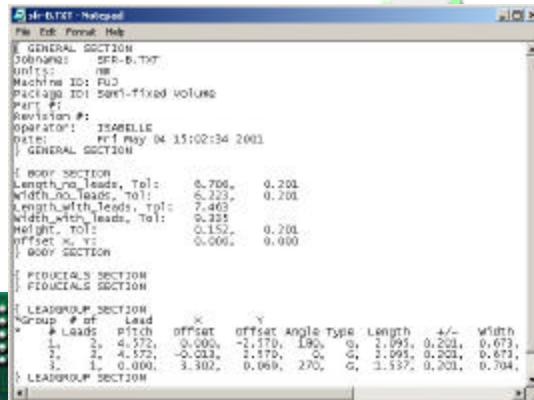 sfr-B.TXT - Notepad
File Edit Format Help
{ GENERAL SECTION
Jobname: SFR-B.TXT
Units: mm
Machine ID: FUJ
Package ID: Semi-fixed volume
Part #:
Revision #:
Operator: ISABELLE
Date: Fri May 04 15:02:34 2001
} GENERAL SECTION
{ BODY SECTION
Length_no_leads, Tol: 6.706, 0.201
Width_no_leads, Tol: 6.223, 0.201
Length_with_leads, Tol: 7.463
Width_with_leads, Tol: 9.335
Height, Tol: 0.152, 0.201
Offset X, Y: 0.000, 0.000
} BODY SECTION
{ FIDUCIALS SECTION
} FIDUCIALS SECTION
{ LEADGROUP SECTION
*Group # of Lead X Y
* # Leads Pitch Offset Offset Angle Type Length +/- Width
1, 2, 4.572, 0.000, -2.570, 180, G, 2.095, 0.201, 0.673,
2, 2, 4.572, -0.013, 2.570, 0, G, 2.095, 0.201, 0.673,
3, 1, 0.000, 3.302, 0.069, 270, G, 1.537, 0.201, 0.704,
} LEADGROUP SECTION